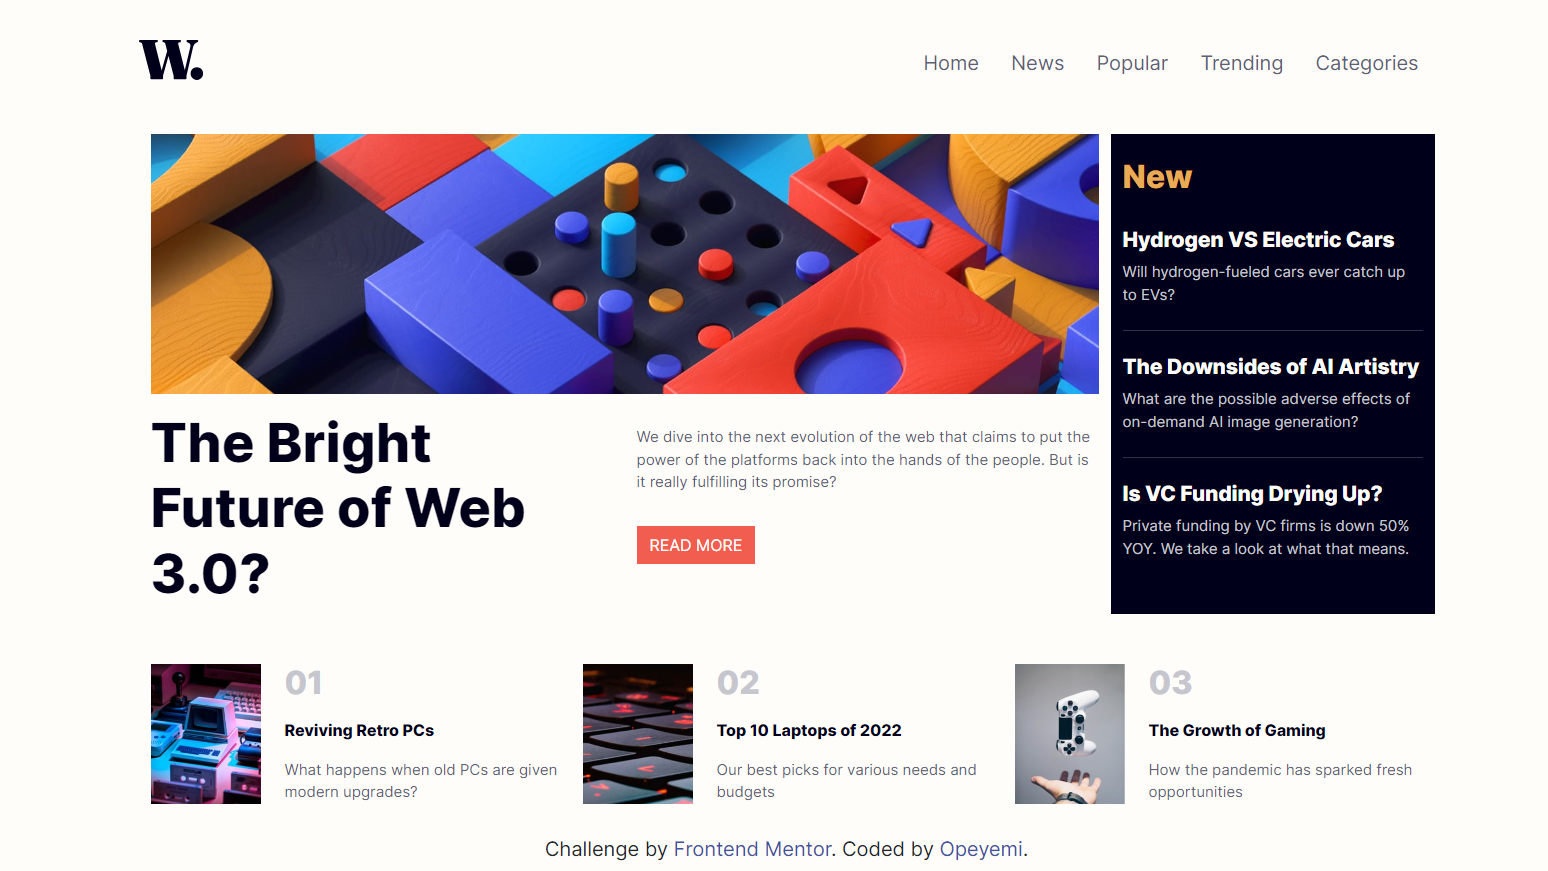 W.
Home News Popular Trending Categories
New
Hydrogen VS Electric Cars
Will hydrogen-fueled cars ever catch up
to EVs?
The Downsides of AI Artistry
What are the possible adverse effects of
on-demand AI image generation?
Is VC Funding Drying Up?
Private funding by VC firms is down 50%
YOY. We take a look at what that means.
The Bright
Future of Web
3.0?
We dive into the next evolution of the web that claims to put the
power of the platforms back into the hands of the people. But is
it really fulfilling its promise?
READ MORE
01
Reviving Retro PCs
What happens when old PCs are given
modern upgrades?
02
Top 10 Laptops of 2022
Our best picks for various needs and
budgets
03
The Growth of Gaming
How the pandemic has sparked fresh
opportunities
Challenge by Frontend Mentor. Coded by Opeyemi.